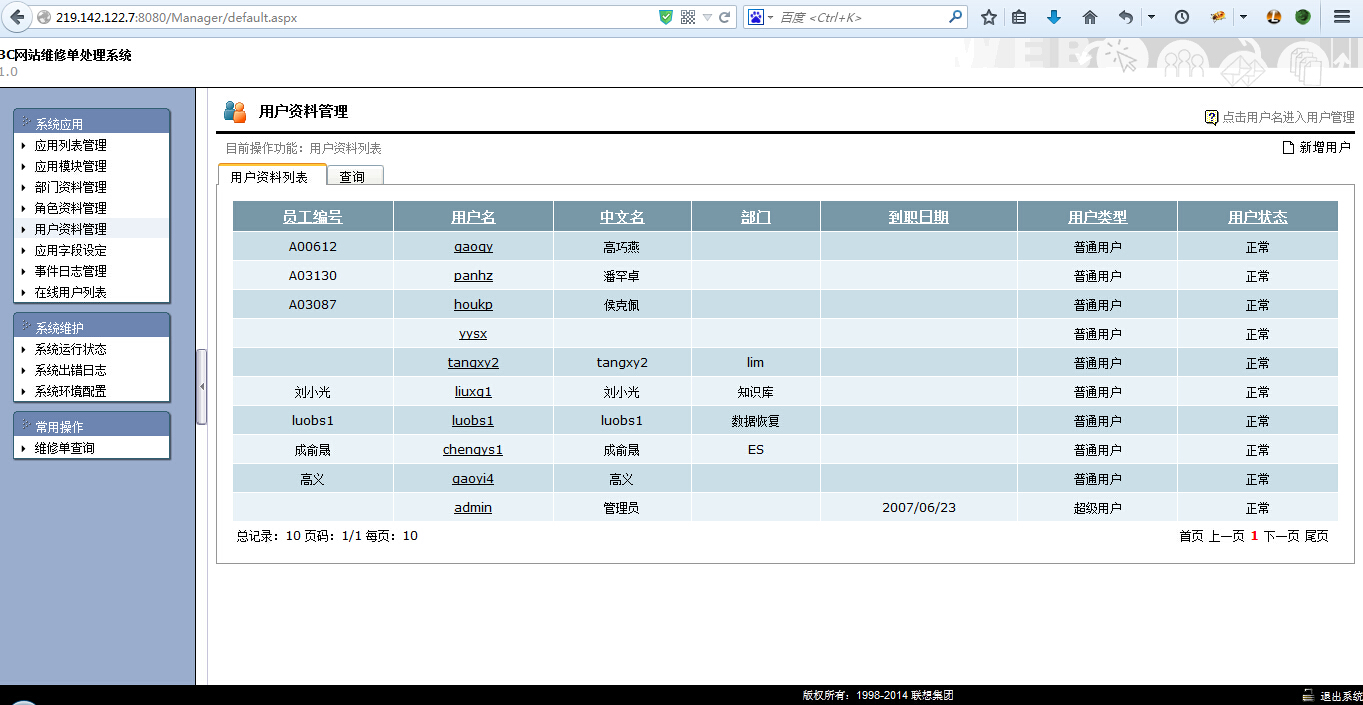 219.142.122.7:8080/Manager/default.aspx
百度 <Ctrl+K>
BC网站维修单处理系统
1.0
WEB
系统应用
应用列表管理
应用模块管理
部门资料管理
角色资料管理
用户资料管理
应用字段设定
事件日志管理
在线用户列表
系统维护
系统运行状态
系统出错日志
系统环境配置
常用操作
维修单查询
用户资料管理
点击用户名进入用户管理
目前操作功能：用户资料列表
新增用户
用户资料列表 查询
员工编号 用户名 中文名 部门 到职日期 用户类型 用户状态
A00612 gaoqy 高巧燕 普通用户 正常
A03130 panhz 潘罕卓 普通用户 正常
A03087 houkp 侯克佩 普通用户 正常
yysx 普通用户 正常
tangxy2 tangxy2 lim 普通用户 正常
刘小光 liuxg1 刘小光 知识库 普通用户 正常
luobs1 luobs1 luobs1 数据恢复 普通用户 正常
成俞晟 chengys1 成俞晟 ES 普通用户 正常
高义 gaoyi4 高义 普通用户 正常
admin 管理员 2007/06/23 超级用户 正常
总记录：10 页码：1/1 每页：10
首页 上一页 1 下一页 尾页
版权所有：1998-2014 联想集团
退出系统